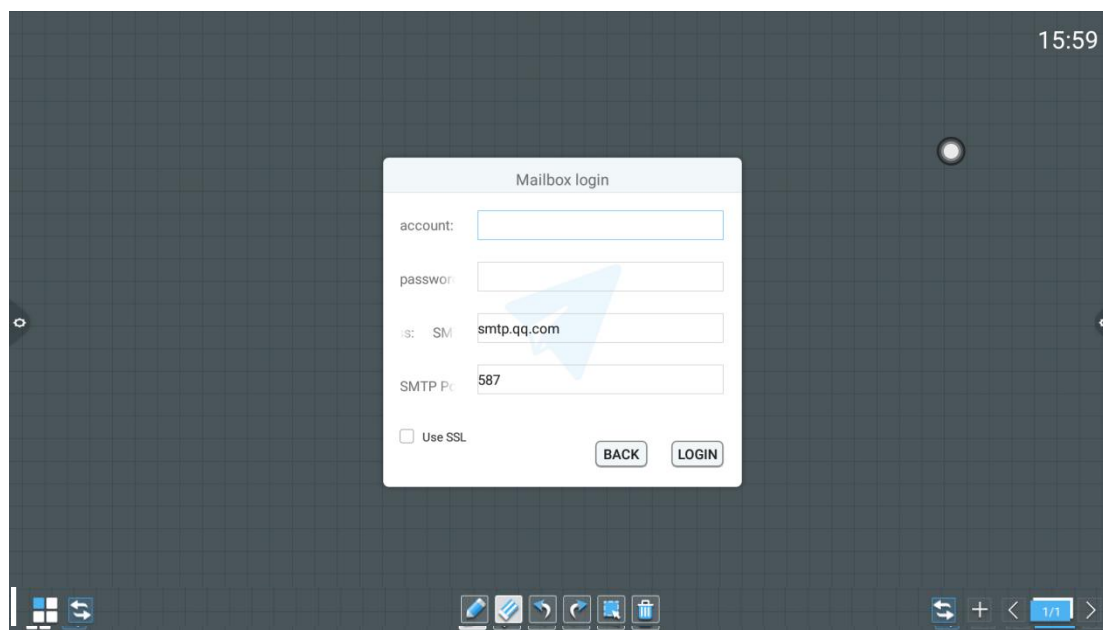 15:59
Mailbox login
account:
passwor
s: SM smtp.qq.com
SMTP P 587
Use SSL
BACK LOGIN
1/1